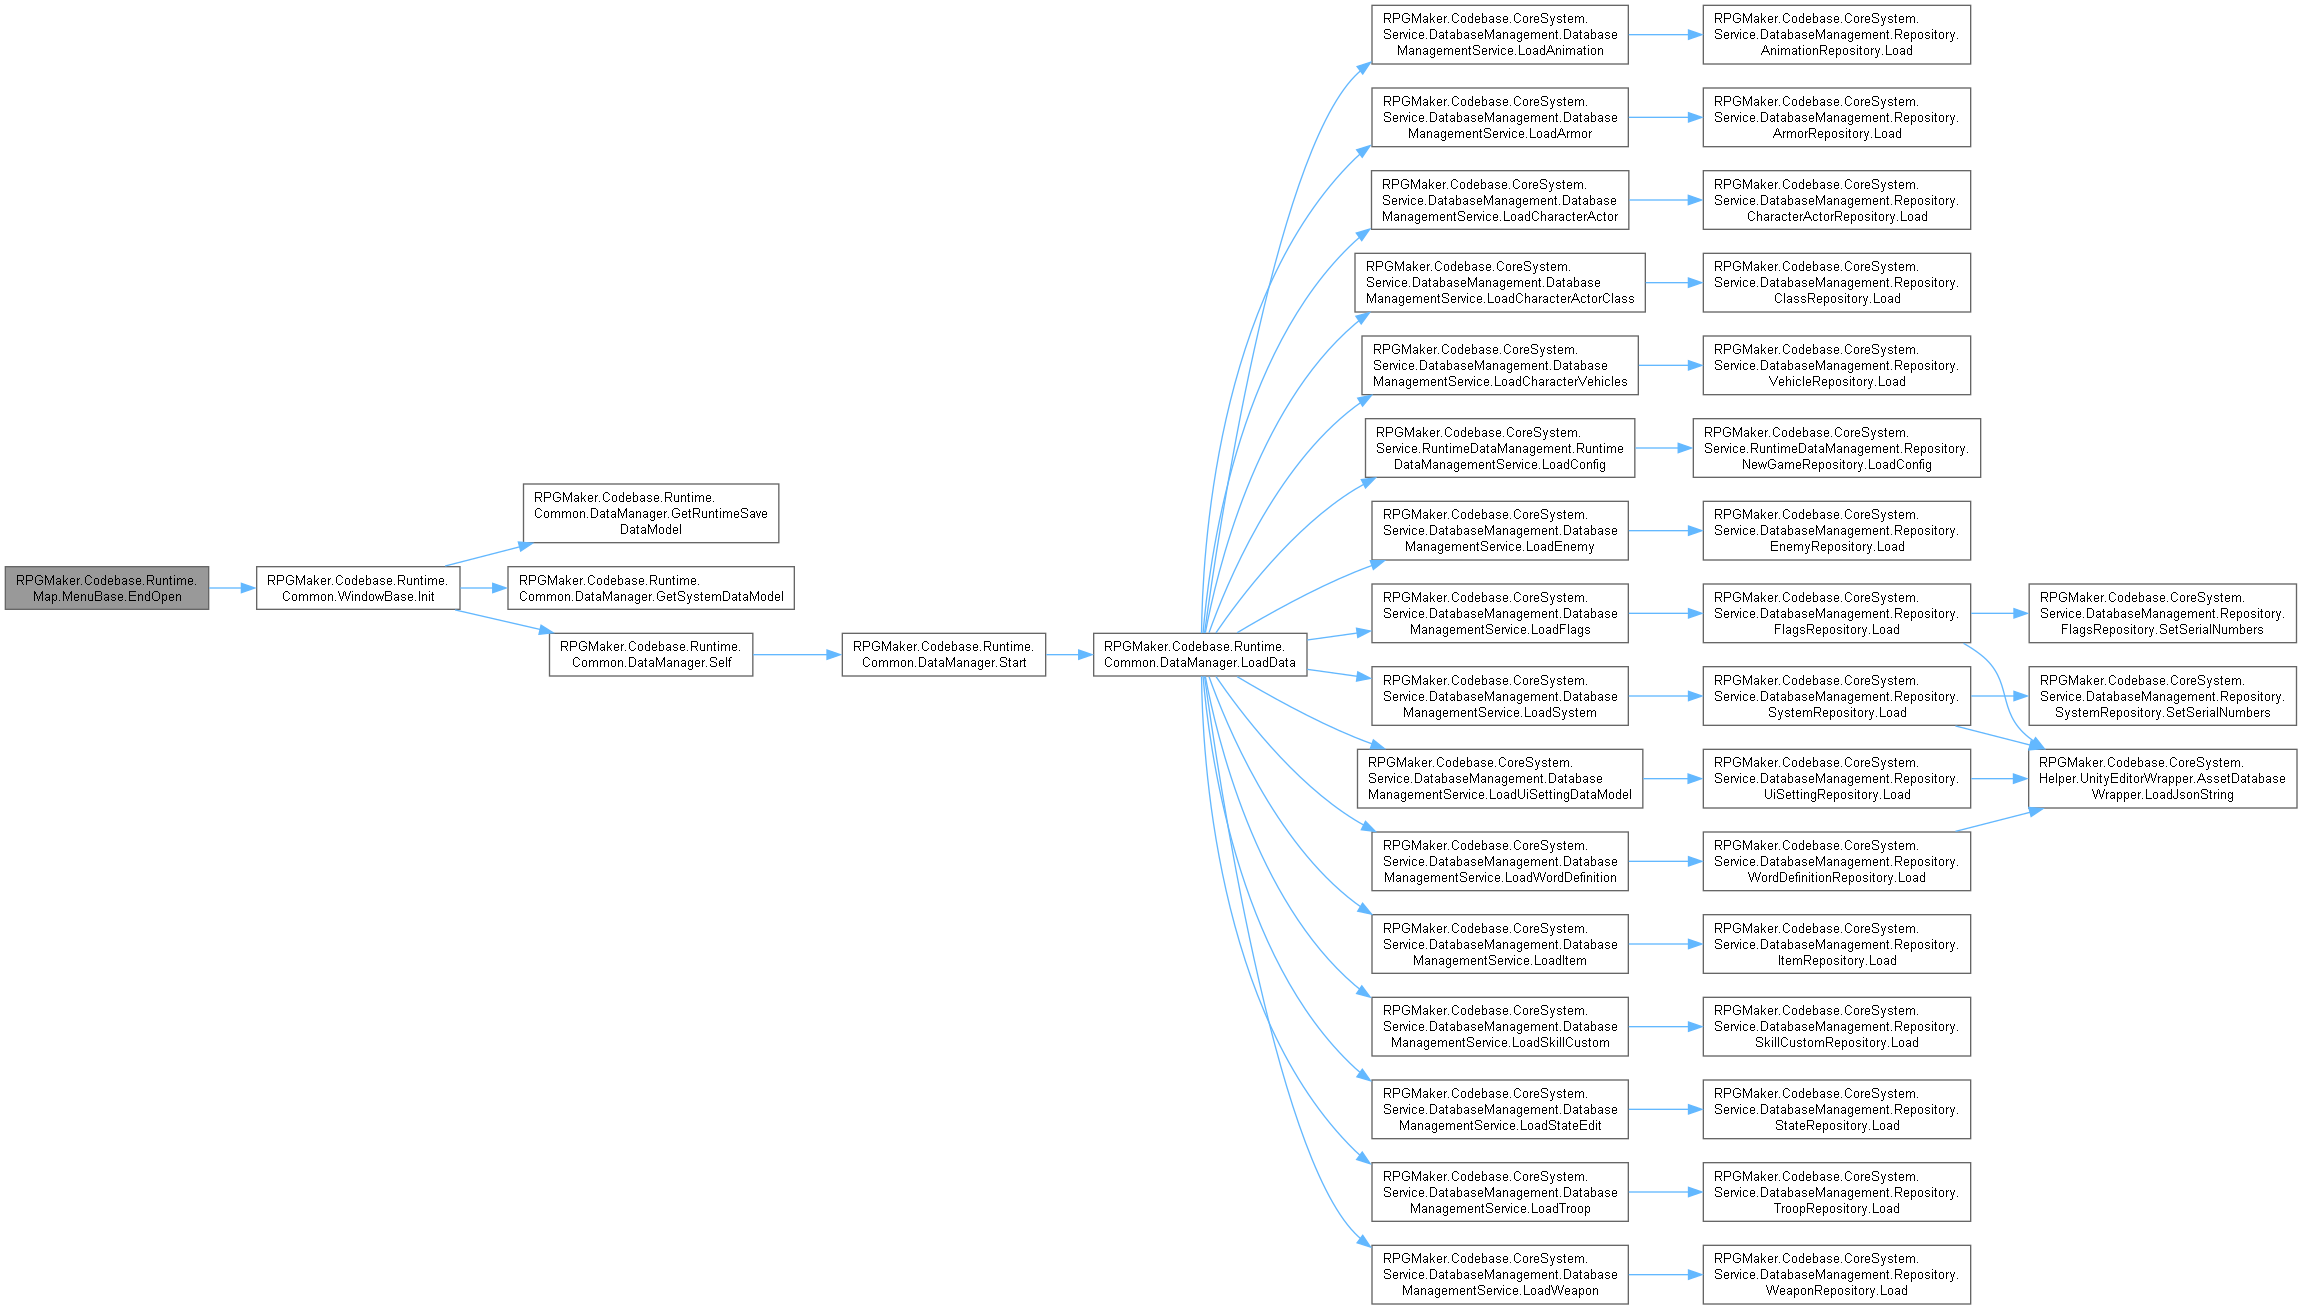 RPGMaker.Codebase.Runtime.
Map.MenuBase.EndOpen
RPGMaker.Codebase.Runtime.
Common.WindowBase.Init
RPGMaker.Codebase.Runtime.
Common.DataManager.GetRuntimeSave
DataModel
RPGMaker.Codebase.Runtime.
Common.DataManager.GetSystemDataModel
RPGMaker.Codebase.Runtime.
Common.DataManager.Self
RPGMaker.Codebase.Runtime.
Common.DataManager.Start
RPGMaker.Codebase.Runtime.
Common.DataManager.LoadData
RPGMaker.Codebase.CoreSystem.
Service.DatabaseManagement.Database
ManagementService.LoadAnimation
RPGMaker.Codebase.CoreSystem.
Service.DatabaseManagement.Repository.
AnimationRepository.Load
RPGMaker.Codebase.CoreSystem.
Service.DatabaseManagement.Database
ManagementService.LoadArmor
RPGMaker.Codebase.CoreSystem.
Service.DatabaseManagement.Repository.
ArmorRepository.Load
RPGMaker.Codebase.CoreSystem.
Service.DatabaseManagement.Database
ManagementService.LoadCharacterActor
RPGMaker.Codebase.CoreSystem.
Service.DatabaseManagement.Repository.
CharacterActorRepository.Load
RPGMaker.Codebase.CoreSystem.
Service.DatabaseManagement.Database
ManagementService.LoadCharacterActorClass
RPGMaker.Codebase.CoreSystem.
Service.DatabaseManagement.Repository.
ClassRepository.Load
RPGMaker.Codebase.CoreSystem.
Service.DatabaseManagement.Database
ManagementService.LoadCharacterVehicles
RPGMaker.Codebase.CoreSystem.
Service.DatabaseManagement.Repository.
VehicleRepository.Load
RPGMaker.Codebase.CoreSystem.
Service.RuntimeDataManagement.Runtime
DataManagementService.LoadConfig
RPGMaker.Codebase.CoreSystem.
Service.RuntimeDataManagement.Repository.
NewGameRepository.LoadConfig
RPGMaker.Codebase.CoreSystem.
Service.DatabaseManagement.Database
ManagementService.LoadEnemy
RPGMaker.Codebase.CoreSystem.
Service.DatabaseManagement.Repository.
EnemyRepository.Load
RPGMaker.Codebase.CoreSystem.
Service.DatabaseManagement.Database
ManagementService.LoadFlags
RPGMaker.Codebase.CoreSystem.
Service.DatabaseManagement.Repository.
FlagsRepository.Load
RPGMaker.Codebase.CoreSystem.
Service.DatabaseManagement.Repository.
FlagsRepository.SetSerialNumbers
RPGMaker.Codebase.CoreSystem.
Service.DatabaseManagement.Database
ManagementService.LoadSystem
RPGMaker.Codebase.CoreSystem.
Service.DatabaseManagement.Repository.
SystemRepository.Load
RPGMaker.Codebase.CoreSystem.
Service.DatabaseManagement.Repository.
SystemRepository.SetSerialNumbers
RPGMaker.Codebase.CoreSystem.
Service.DatabaseManagement.Database
ManagementService.LoadUiSettingDataModel
RPGMaker.Codebase.CoreSystem.
Service.DatabaseManagement.Repository.
UiSettingRepository.Load
RPGMaker.Codebase.CoreSystem.
Helper.UnityEditorWrapper.AssetDatabase
Wrapper.LoadJsonString
RPGMaker.Codebase.CoreSystem.
Service.DatabaseManagement.Database
ManagementService.LoadWordDefinition
RPGMaker.Codebase.CoreSystem.
Service.DatabaseManagement.Repository.
WordDefinitionRepository.Load
RPGMaker.Codebase.CoreSystem.
Service.DatabaseManagement.Database
ManagementService.LoadItem
RPGMaker.Codebase.CoreSystem.
Service.DatabaseManagement.Repository.
ItemRepository.Load
RPGMaker.Codebase.CoreSystem.
Service.DatabaseManagement.Database
ManagementService.LoadSkillCustom
RPGMaker.Codebase.CoreSystem.
Service.DatabaseManagement.Repository.
SkillCustomRepository.Load
RPGMaker.Codebase.CoreSystem.
Service.DatabaseManagement.Database
ManagementService.LoadStateEdit
RPGMaker.Codebase.CoreSystem.
Service.DatabaseManagement.Repository.
StateRepository.Load
RPGMaker.Codebase.CoreSystem.
Service.DatabaseManagement.Database
ManagementService.LoadTroop
RPGMaker.Codebase.CoreSystem.
Service.DatabaseManagement.Repository.
TroopRepository.Load
RPGMaker.Codebase.CoreSystem.
Service.DatabaseManagement.Database
ManagementService.LoadWeapon
RPGMaker.Codebase.CoreSystem.
Service.DatabaseManagement.Repository.
WeaponRepository.Load